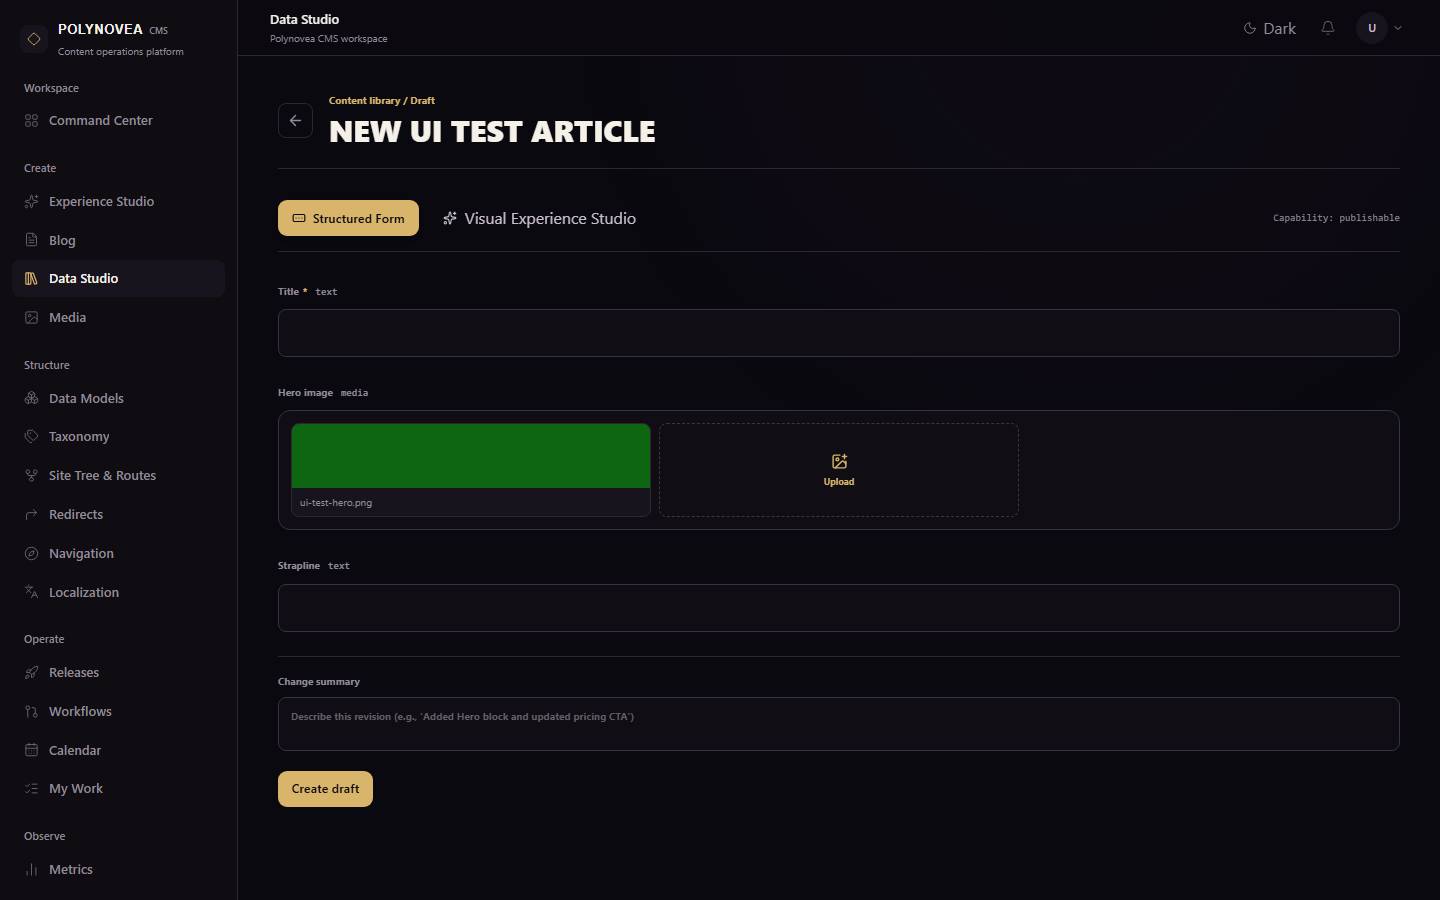 POLYNOVEA CMS
Content operations platform
Workspace
Command Center
Create
Experience Studio
Blog
Data Studio
Media
Structure
Data Models
Taxonomy
Site Tree & Routes
Redirects
Navigation
Localization
Operate
Releases
Workflows
Calendar
My Work
Observe
Metrics
Data Studio
Polynovea CMS workspace
Dark
U
Content library / Draft
NEW UI TEST ARTICLE
Structured Form
Visual Experience Studio
Capability: publishable
Title * text
Hero image media
ui-test-hero.png
Upload
Strapline text
Change summary
Describe this revision (e.g., 'Added Hero block and updated pricing CTA')
Create draft